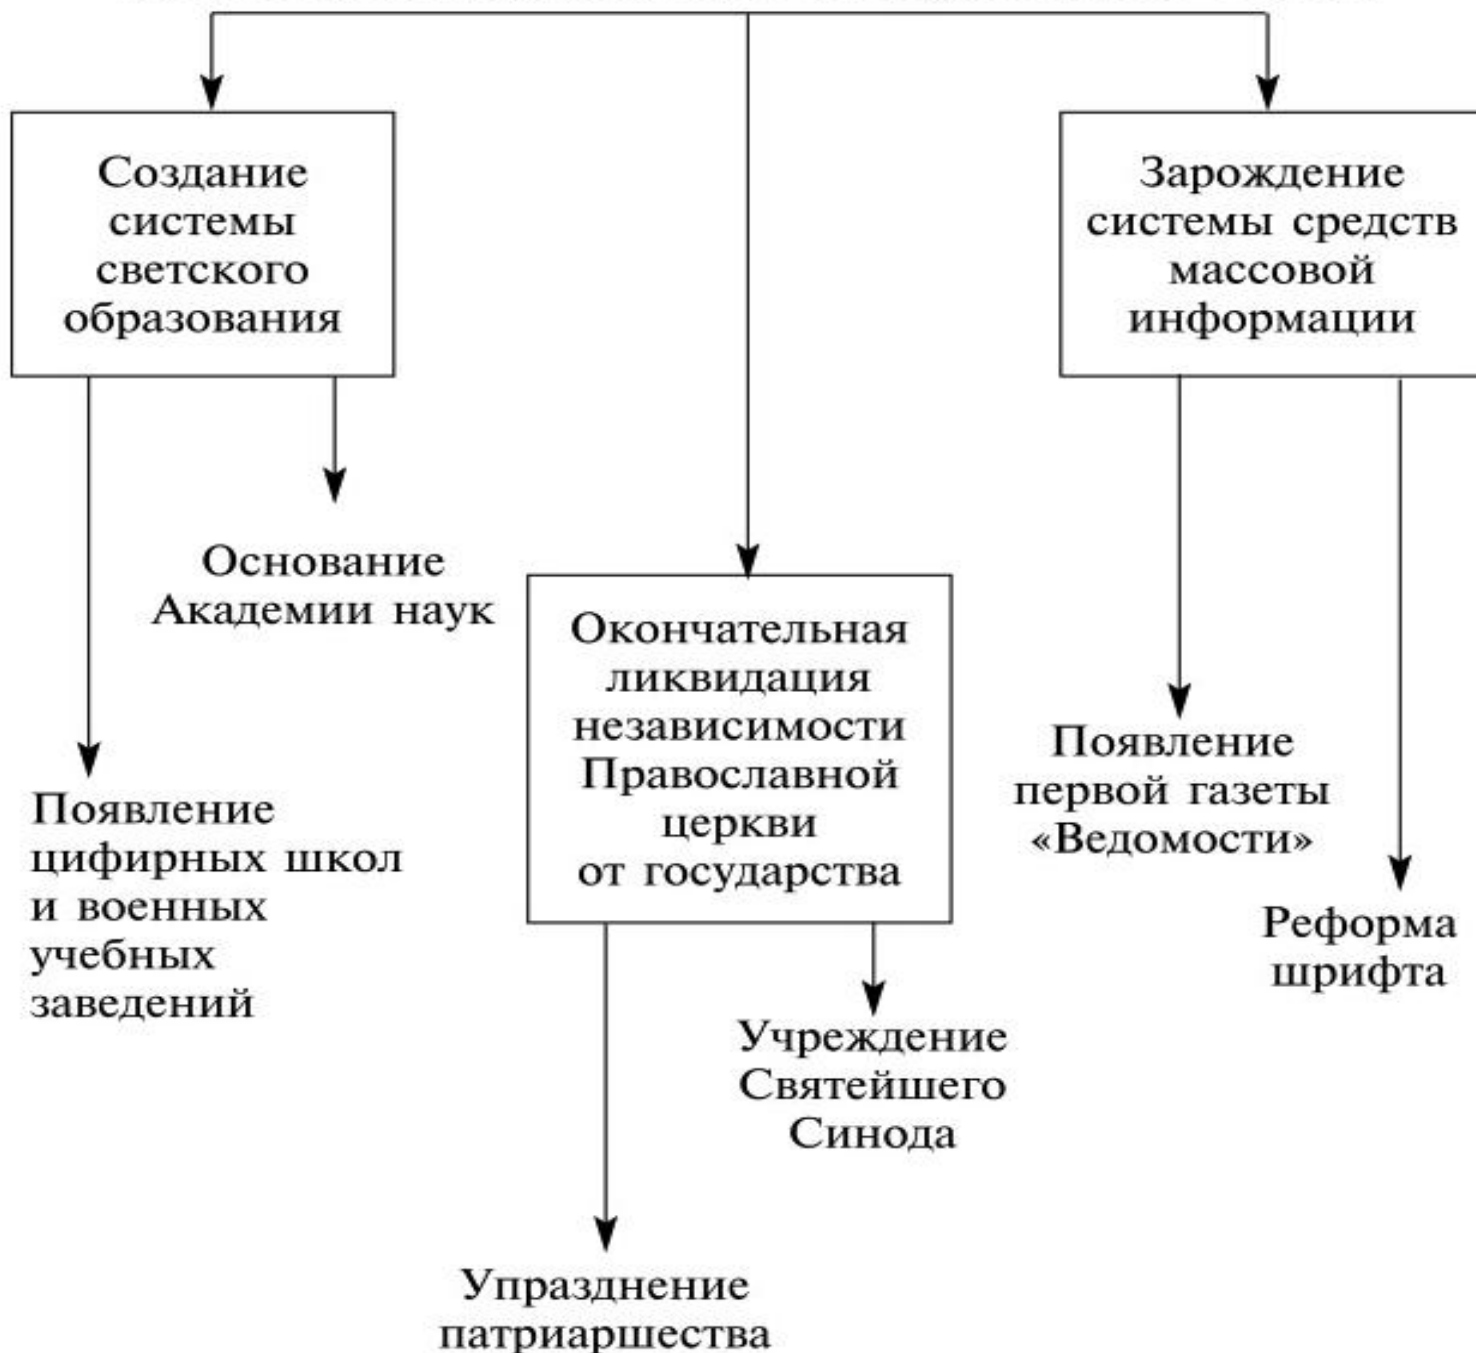 Создание
системы
светского
образования
Зарождение
системы средств
массовой
информации
Основание
Академии наук
Окончательная
ликвидация
независимости
Православной
церкви
от государства
Появление
первой газеты
«Ведомости»
Появление
цифирных школ
и военных
учебных
заведений
Реформа
шрифта
Учреждение
Святейшего
Синода
Упразднение
патриаршества